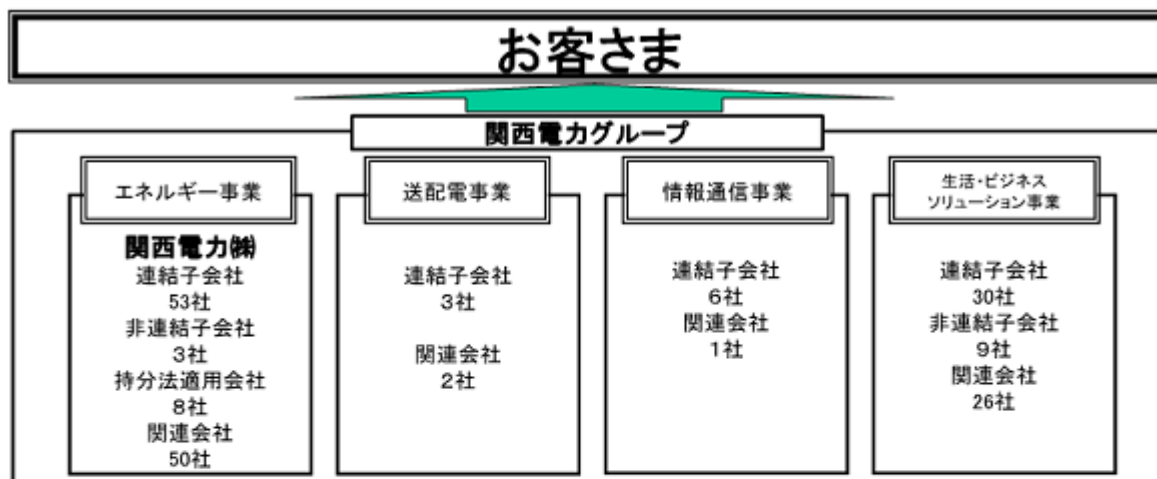 お客さま
関西電力グループ
エネルギー事業
関西電力㈱
連結子会社
53社
非連結子会社
3社
持分法適用会社
8社
関連会社
50社
送配電事業
連結子会社
3社
関連会社
2社
情報通信事業
連結子会社
6社
関連会社
1社
生活・ビジネス
ソリューション事業
連結子会社
30社
非連結子会社
9社
関連会社
26社